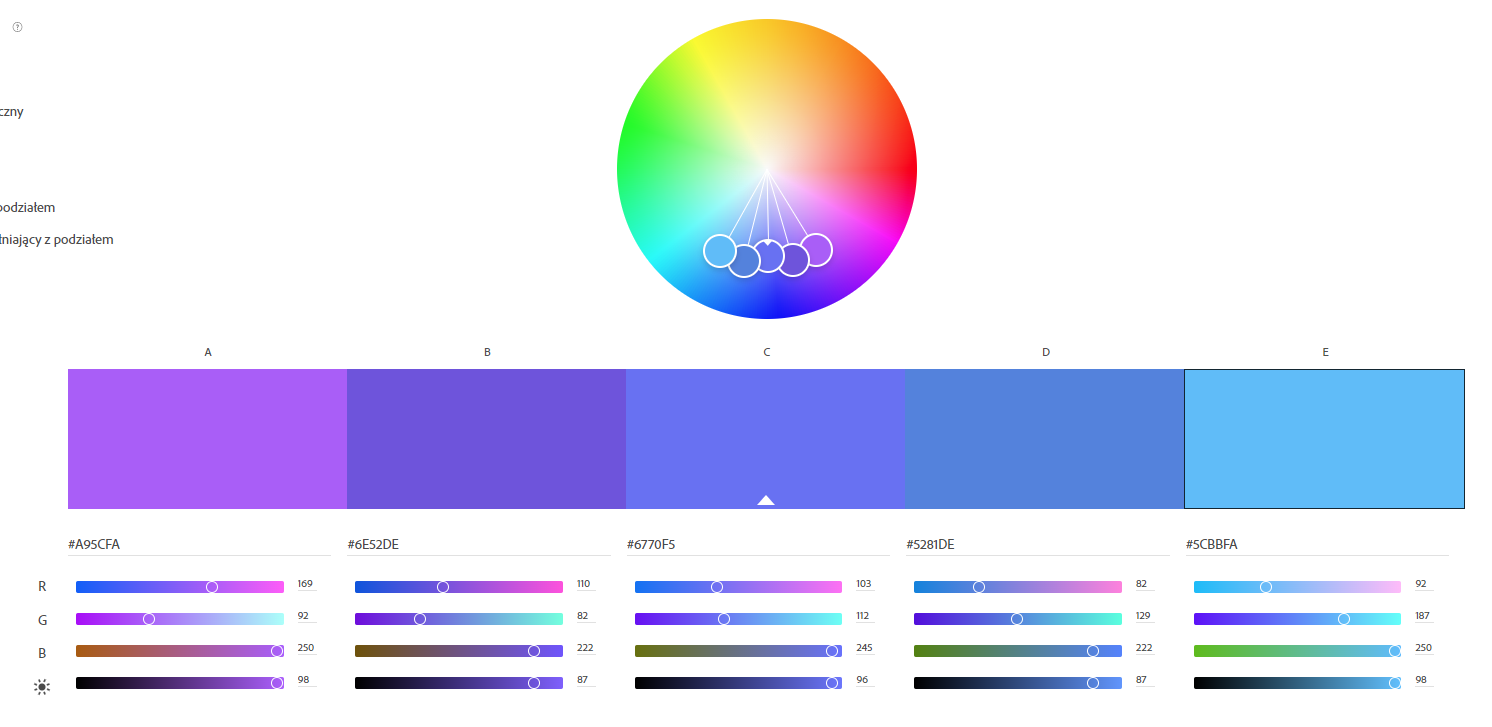 ?
czny
podziałem
łniający z podziałem
A B C D E
#A95CFA #6E52DE #6770F5 #5281DE #5CBBFA
R 169 110 103 82 92
G 92 82 112 129 187
B 250 222 245 222 250
98 87 96 87 98